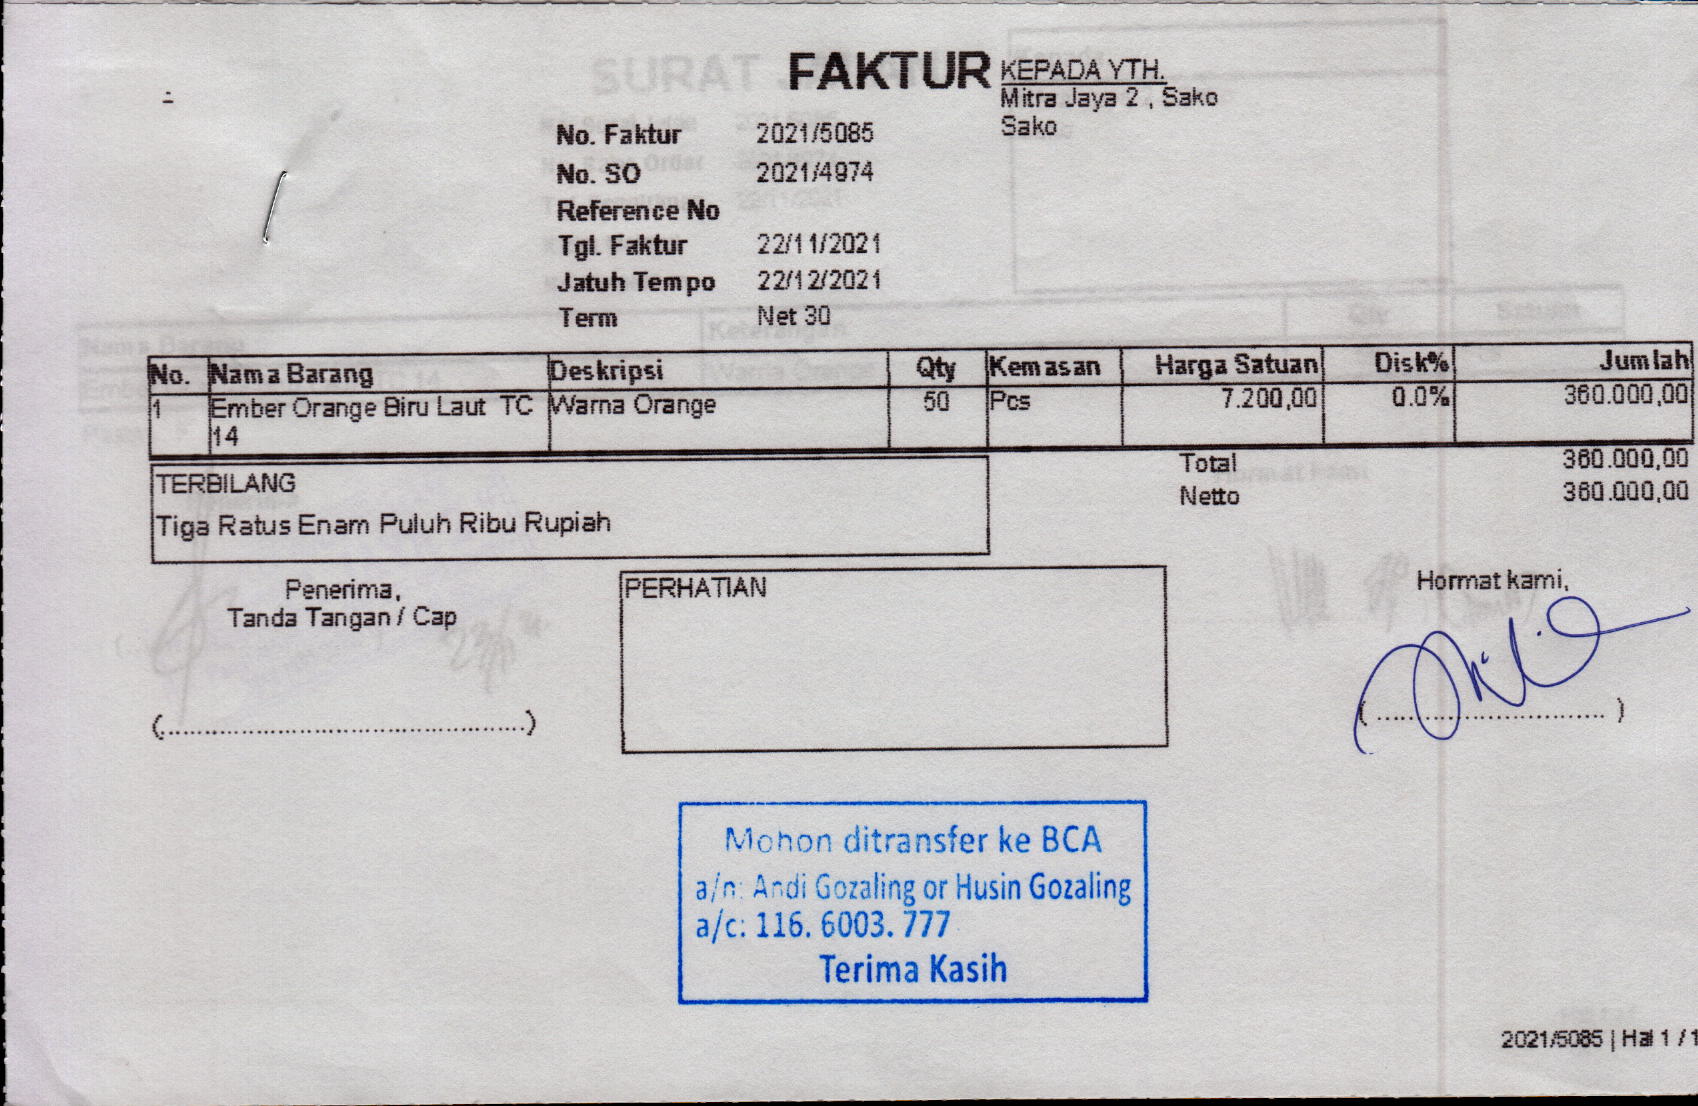 FAKTUR
KEPADA YTH.
Mitra Jaya 2 , Sako
Sako
No. Faktur 2021/5085
No. SO 2021/4974
Reference No
Tgl. Faktur 22/11/2021
Jatuh Tempo 22/12/2021
Term Net 30
No. Nama Barang Deskripsi Qty Kemasan Harga Satuan Disk% Jumlah
1 Ember Orange Biru Laut TC Warna Orange 50 Pcs 7.200,00 0.0% 360.000,00
14
Total 360.000,00
Netto 360.000,00
TERBILANG
Tiga Ratus Enam Puluh Ribu Rupiah
Penerima,
Tanda Tangan / Cap
(...............................................)
PERHATIAN
Hormat kami,
( ............................. )
Mohon ditransfer ke BCA
a/n: Andi Gozaling or Husin Gozaling
a/c: 116. 6003. 777
Terima Kasih
2021/5085 | Hal 1 / 1